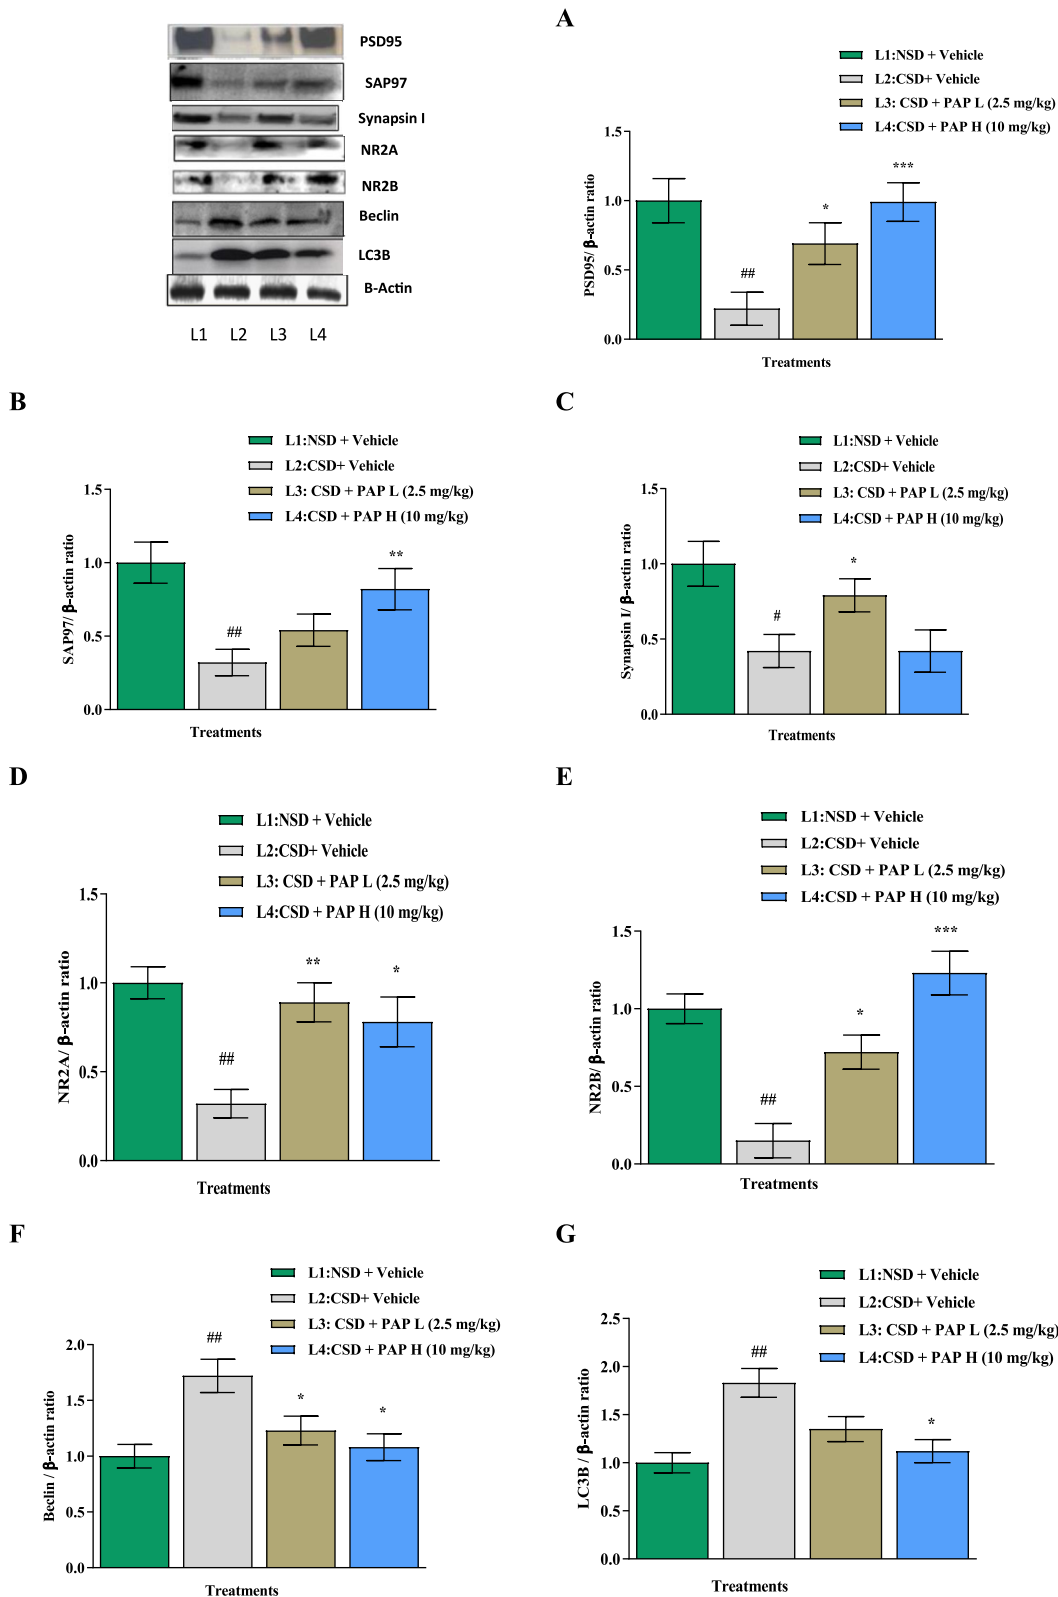 PSD95
SAP97
Synapsin I
NR2A
NR2B
Beclin
LC3B
B-Actin
L1 L2 L3 L4
A
L1:NSD + Vehicle
L2:CSD+ Vehicle
L3: CSD + PAP L (2.5 mg/kg)
L4:CSD + PAP H (10 mg/kg)
PSD95/ β-actin ratio
1.5
1.0
0.5
0.0
##
*
***
Treatments
B
L1:NSD + Vehicle
L2:CSD+ Vehicle
L3: CSD + PAP L (2.5 mg/kg)
L4:CSD + PAP H (10 mg/kg)
SAP97/ β-actin ratio
1.5
1.0
0.5
0.0
##
**
Treatments
C
L1:NSD + Vehicle
L2:CSD+ Vehicle
L3: CSD + PAP L (2.5 mg/kg)
L4:CSD + PAP H (10 mg/kg)
Synapsin I/ β-actin ratio
1.5
1.0
0.5
0.0
#
*
Treatments
D
L1:NSD + Vehicle
L2:CSD+ Vehicle
L3: CSD + PAP L (2.5 mg/kg)
L4:CSD + PAP H (10 mg/kg)
NR2A/ β-actin ratio
1.5
1.0
0.5
0.0
##
**
*
Treatments
E
L1:NSD + Vehicle
L2:CSD+ Vehicle
L3: CSD + PAP L (2.5 mg/kg)
L4:CSD + PAP H (10 mg/kg)
NR2B/ β-actin ratio
1.5
1.0
0.5
0.0
##
*
***
Treatments
F
L1:NSD + Vehicle
L2:CSD+ Vehicle
L3: CSD + PAP L (2.5 mg/kg)
L4:CSD + PAP H (10 mg/kg)
Beclin / β-actin ratio
2.0
1.5
1.0
0.5
0.0
##
*
*
Treatments
G
L1:NSD + Vehicle
L2:CSD+ Vehicle
L3: CSD + PAP L (2.5 mg/kg)
L4:CSD + PAP H (10 mg/kg)
LC3B / β-actin ratio
2.5
2.0
1.5
1.0
0.5
0.0
##
*
Treatments